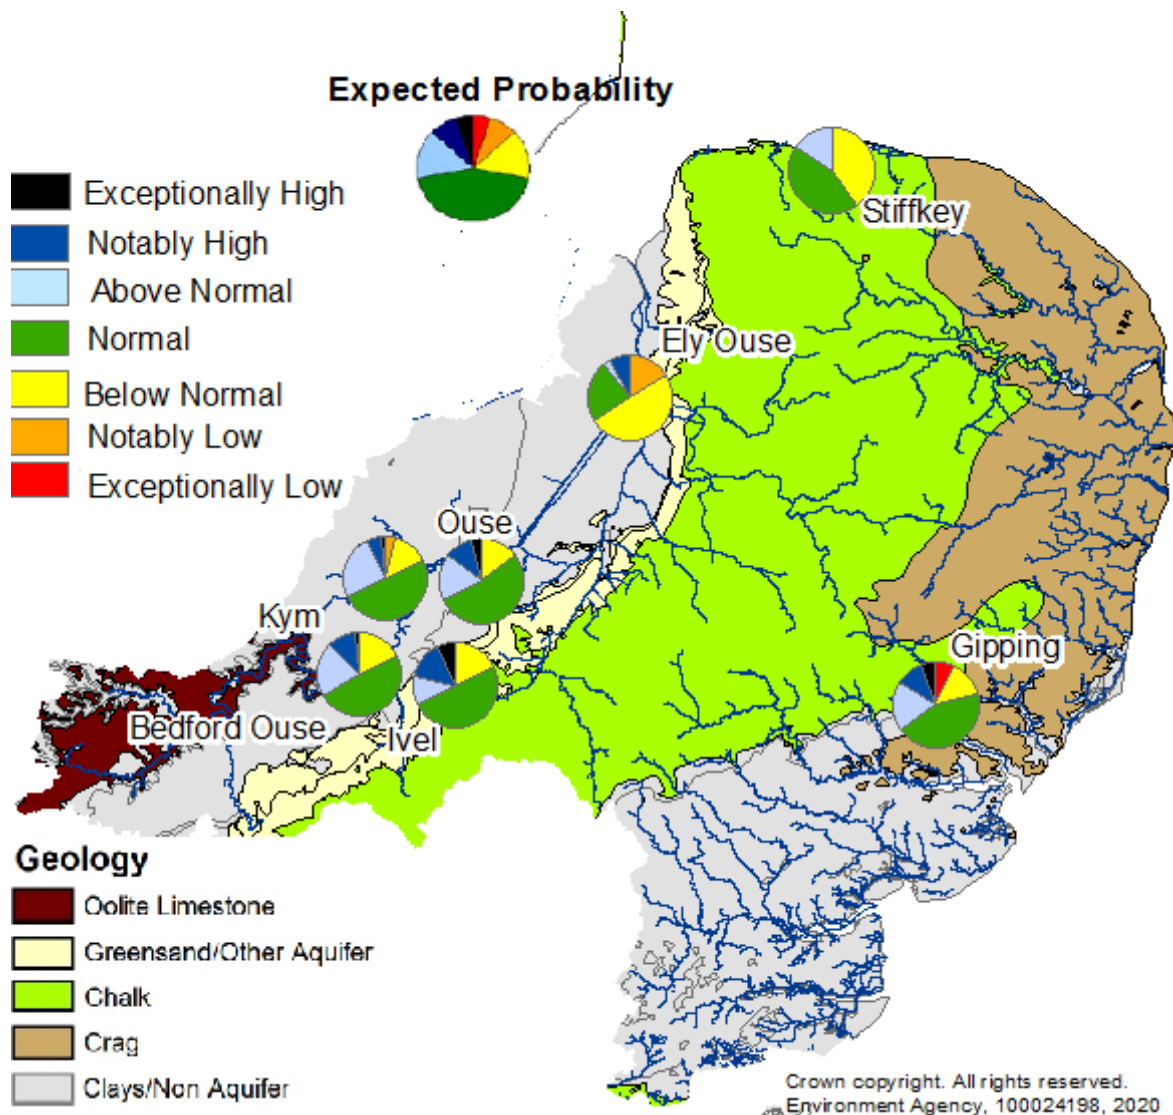 Expected Probability
Exceptionally High
Notably High
Above Normal
Normal
Below Normal
Notably Low
Exceptionally Low
Stiffkey
Ely Ouse
Ouse
Kym
Gipping
Bedford Ouse
Ivel
Geology
Oolite Limestone
Greensand/Other Aquifer
Chalk
Crag
Clays/Non Aquifer
Crown copyright. All rights reserved.
Environment Agency, 100024198, 2020